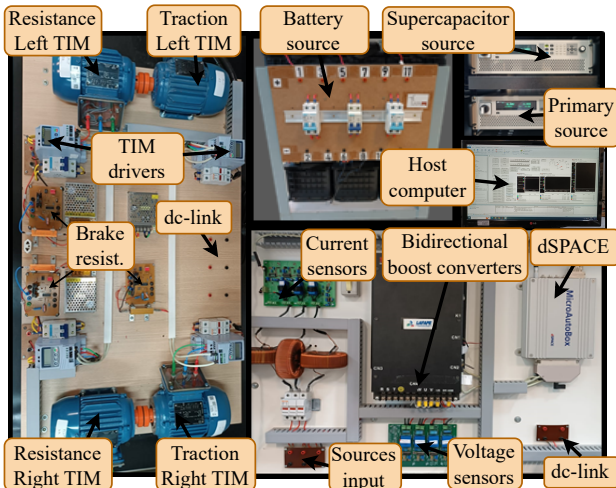 Resistance
Left TIM
Traction
Left TIM
Battery
source
Supercapacitor
source
Primary
source
TIM
drivers
Host
computer
dc-link
Brake
resist.
Current
sensors
Bidirectional
boost converters
dSPACE
MicroAutoBox
Resistance
Right TIM
Traction
Right TIM
Sources
input
Voltage
sensors
dc-link